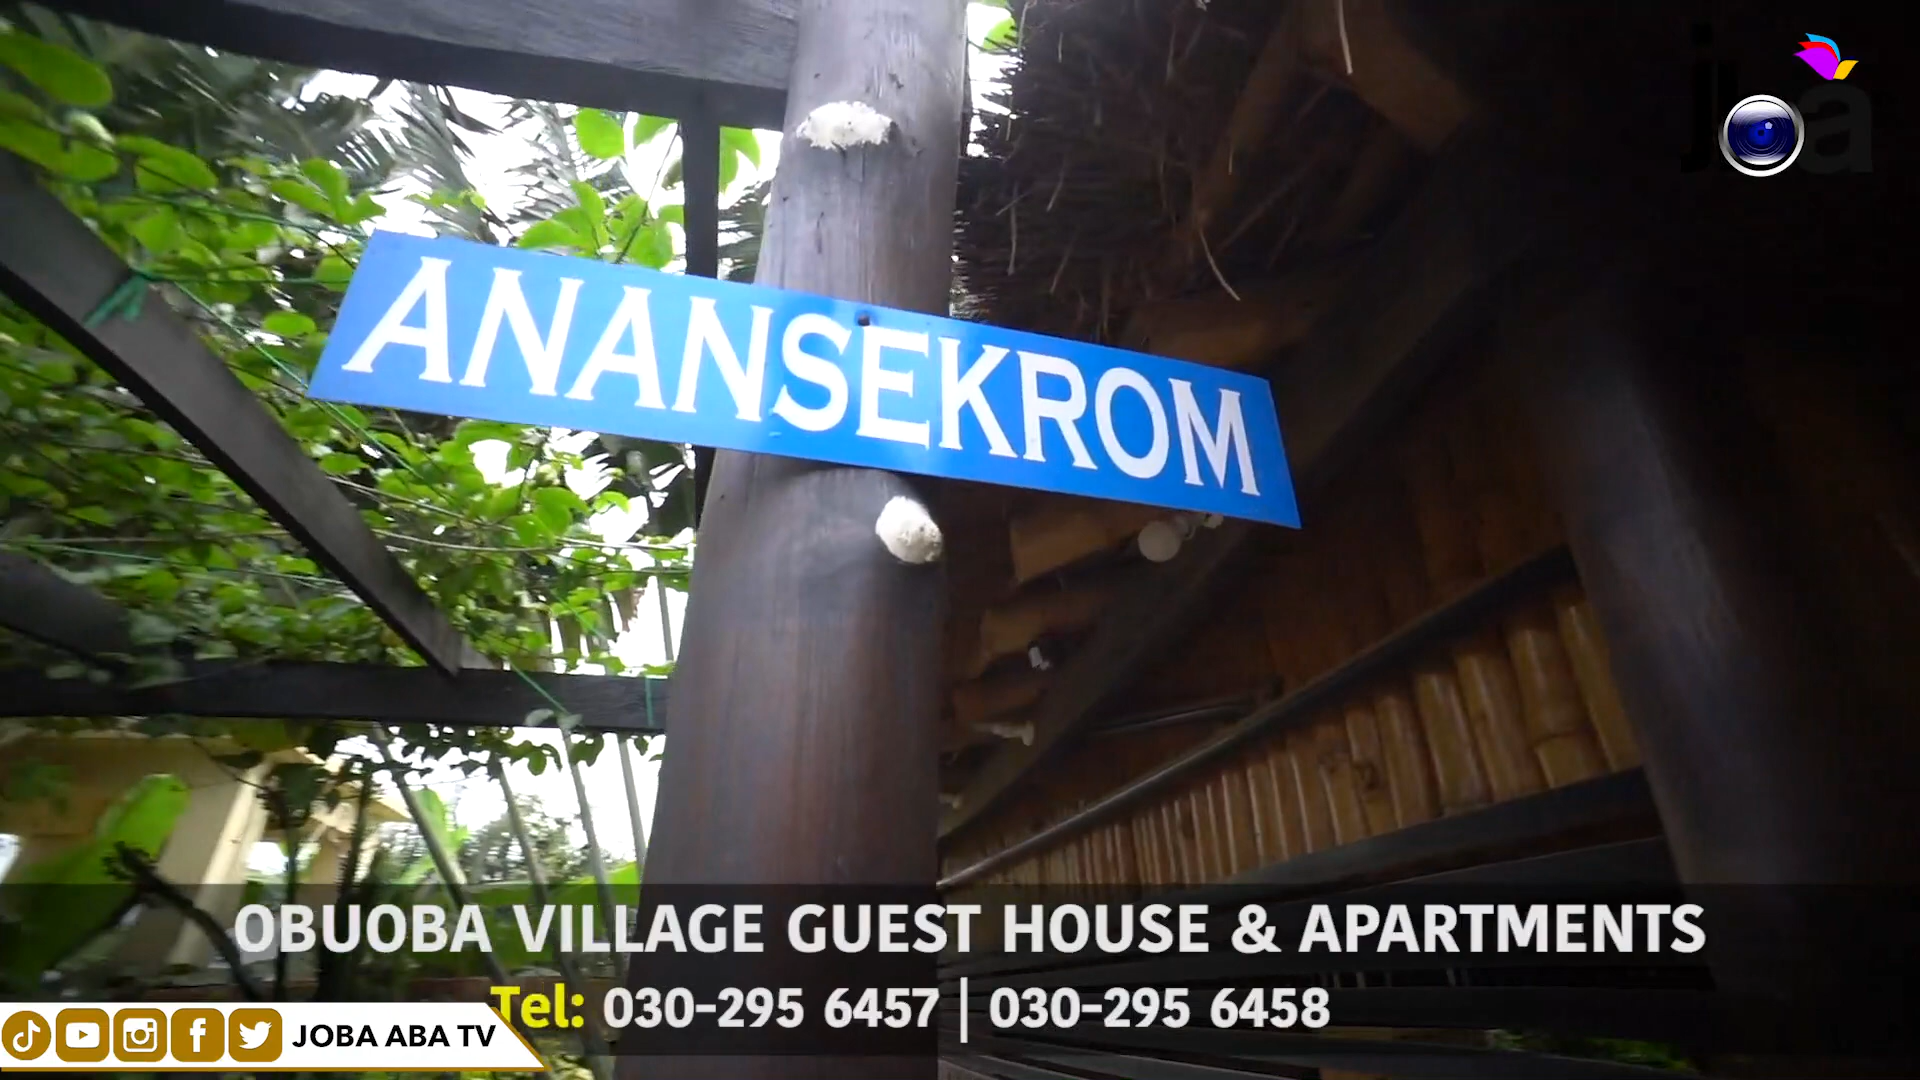 ANANSEKROM
OBUOBA VILLAGE GUEST HOUSE & APARTMENTS
Tel: 030-295 6457 | 030-295 6458
JOBA ABA TV